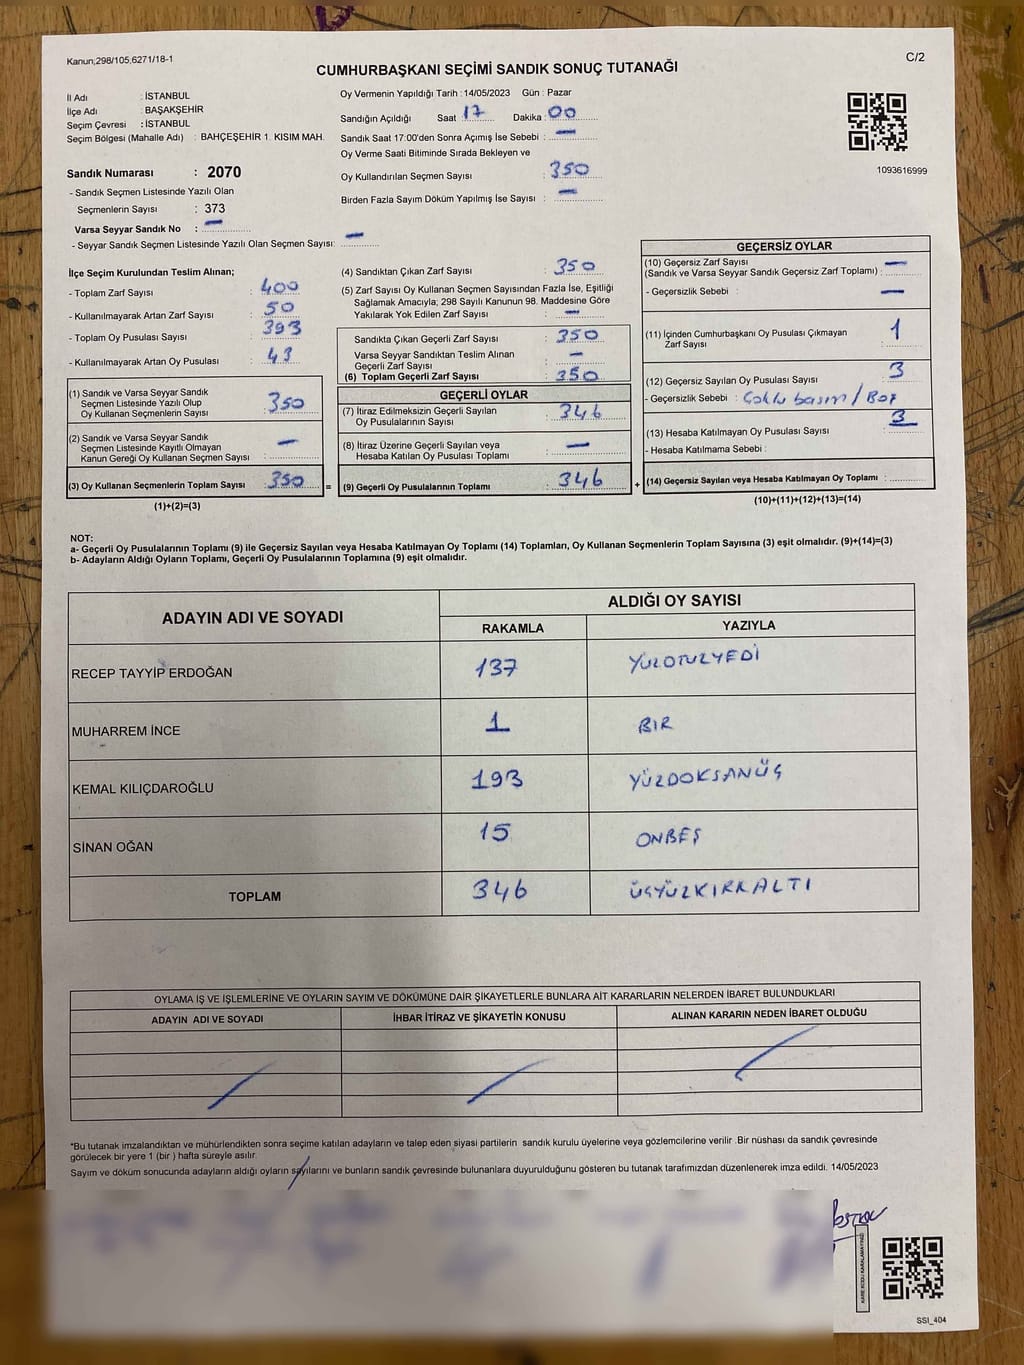 Kanun;298/105,6271/18-1
C/2
CUMHURBAŞKANI SEÇİMİ SANDIK SONUÇ TUTANAĞI
İl Adı : İSTANBUL
İlçe Adı : BAŞAKŞEHİR
Seçim Çevresi : İSTANBUL
Seçim Bölgesi (Mahalle Adı) : BAHÇEŞEHİR 1. KISIM MAH.
Sandık Numarası : 2070
- Sandık Seçmen Listesinde Yazılı Olan
Seçmenlerin Sayısı : 373
Varsa Seyyar Sandık No : —
- Seyyar Sandık Seçmen Listesinde Yazılı Olan Seçmen Sayısı: —
Oy Vermenin Yapıldığı Tarih : 14/05/2023 Gün : Pazar
Sandığın Açıldığı Saat 17 Dakika : 00
Sandık Saat 17:00'den Sonra Açımış İse Sebebi : —
Oy Verme Saati Bitiminde Sırada Bekleyen ve
Oy Kullandırılan Seçmen Sayısı : 350
Birden Fazla Sayım Döküm Yapılmış İse Sayısı : —
1093616999
İlçe Seçim Kurulundan Teslim Alınan;
- Toplam Zarf Sayısı : 400
- Kullanılmayarak Artan Zarf Sayısı : 50
- Toplam Oy Pusulası Sayısı : 393
- Kullanılmayarak Artan Oy Pusulası : 43
(1) Sandık ve Varsa Seyyar Sandık
Seçmen Listesinde Yazılı Olup
Oy Kullanan Seçmenlerin Sayısı : 350
(2) Sandık ve Varsa Seyyar Sandık
Seçmen Listesinde Kayıtlı Olmayan
Kanun Gereği Oy Kullanan Seçmen Sayısı : —
(3) Oy Kullanan Seçmenlerin Toplam Sayısı : 350 =
(1)+(2)=(3)
(4) Sandıktan Çıkan Zarf Sayısı : 350
(5) Zarf Sayısı Oy Kullanan Seçmen Sayısından Fazla İse, Eşitliği
Sağlamak Amacıyla; 298 Sayılı Kanunun 98. Maddesine Göre
Yakılarak Yok Edilen Zarf Sayısı : —
Sandıkta Çıkan Geçerli Zarf Sayısı : 350
Varsa Seyyar Sandıktan Teslim Alınan
Geçerli Zarf Sayısı : —
(6) Toplam Geçerli Zarf Sayısı : 350
GEÇERLİ OYLAR
(7) İtiraz Edilmeksizin Geçerli Sayılan
Oy Pusulalarının Sayısı : 346
(8) İtiraz Üzerine Geçerli Sayılan veya
Hesaba Katılan Oy Pusulası Toplamı : —
(9) Geçerli Oy Pusulalarının Toplamı : 346 +
GEÇERSİZ OYLAR
(10) Geçersiz Zarf Sayısı
(Sandık ve Varsa Seyyar Sandık Geçersiz Zarf Toplamı) : —
- Geçersizlik Sebebi : —
(11) İçinden Cumhurbaşkanı Oy Pusulası Çıkmayan
Zarf Sayısı : 1
(12) Geçersiz Sayılan Oy Pusulası Sayısı : 3
- Geçersizlik Sebebi : Çoklu basım / Boş
(13) Hesaba Katılmayan Oy Pusulası Sayısı : 3
- Hesaba Katılmama Sebebi :
(14) Geçersiz Sayılan veya Hesaba Katılmayan Oy Toplamı :
(10)+(11)+(12)+(13)=(14)
NOT:
a- Geçerli Oy Pusulalarının Toplamı (9) ile Geçersiz Sayılan veya Hesaba Katılmayan Oy Toplamı (14) Toplamları, Oy Kullanan Seçmenlerin Toplam Sayısına (3) eşit olmalıdır. (9)+(14)=(3)
b- Adayların Aldığı Oyların Toplamı, Geçerli Oy Pusulalarının Toplamına (9) eşit olmalıdır.
ADAYIN ADI VE SOYADI
ALDIĞI OY SAYISI
RAKAMLA YAZIYLA
RECEP TAYYİP ERDOĞAN 137 YÜZOTUZYEDİ
MUHARREM İNCE 1 BİR
KEMAL KILIÇDAROĞLU 193 YÜZDOKSANÜÇ
SİNAN OĞAN 15 ONBEŞ
TOPLAM 346 ÜÇYÜZKIRKALTI
OYLAMA İŞ VE İŞLEMLERİNE VE OYLARIN SAYIM VE DÖKÜMÜNE DAİR ŞİKAYETLERLE BUNLARA AİT KARARLARIN NELERDEN İBARET BULUNDUKLARI
ADAYIN ADI VE SOYADI İHBAR İTİRAZ VE ŞİKAYETİN KONUSU ALINAN KARARIN NEDEN İBARET OLDUĞU
*Bu tutanak imzalandıktan ve mühürlendikten sonra seçime katılan adayların ve talep eden siyasi partilerin sandık kurulu üyelerine veya gözlemcilerine verilir .Bir nüshası da sandık çevresinde
görülecek bir yere 1 (bir ) hafta süreyle asılır.
Sayım ve döküm sonucunda adayların aldığı oyların sayılarını ve bunların sandık çevresinde bulunanlara duyurulduğunu gösteren bu tutanak tarafımızdan düzenlenerek imza edildi. 14/05/2023
SSI_404